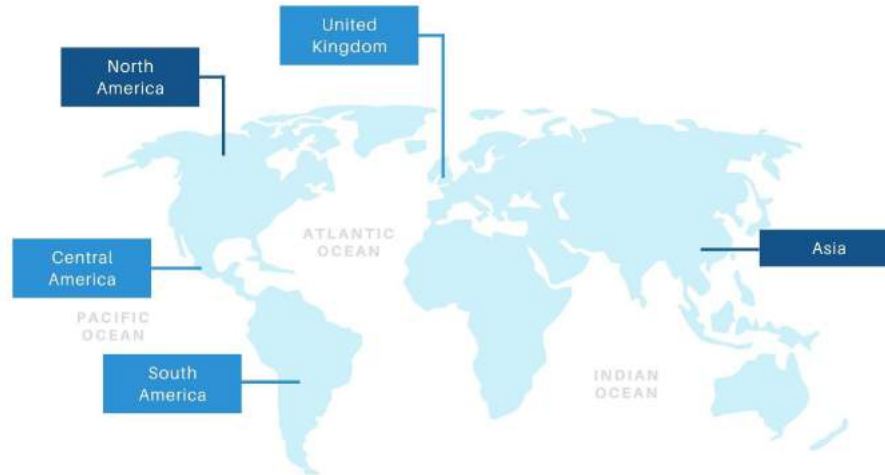 United
Kingdom
North
America
ATLANTIC
OCEAN
Central
America
Asia
PACIFIC
OCEAN
South
America
INDIAN
OCEAN